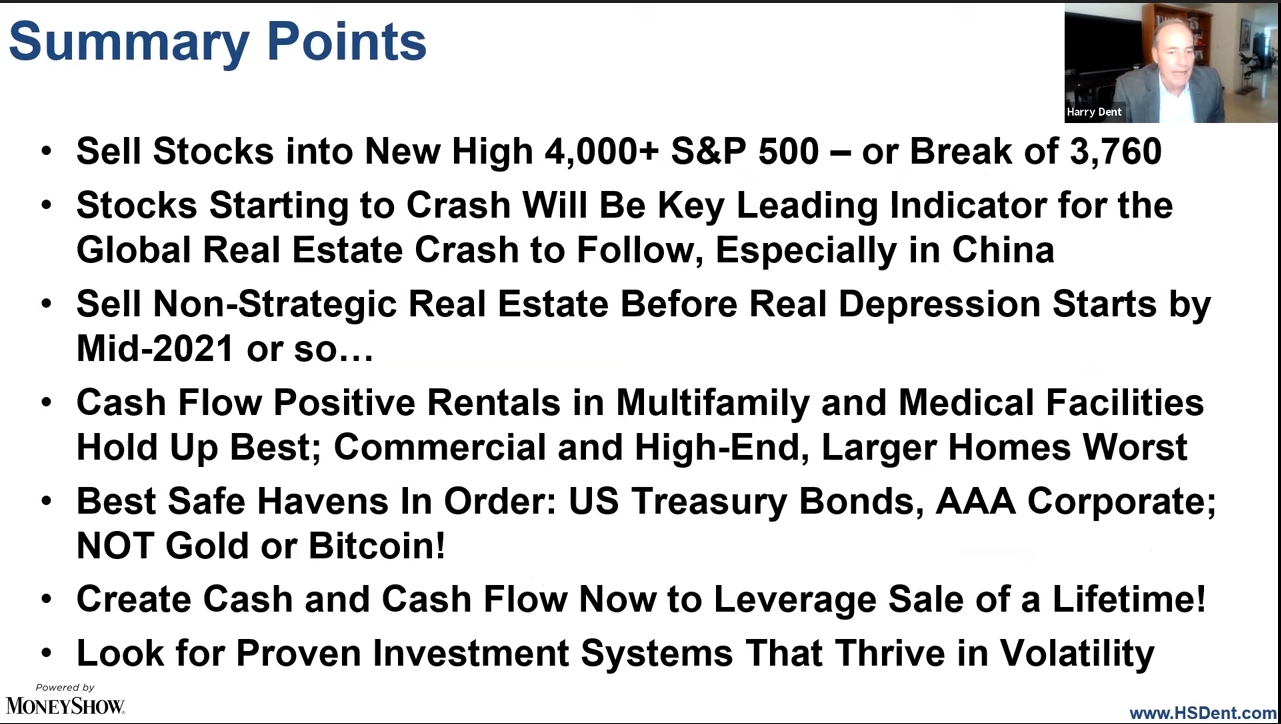 Summary Points
Harry Dent
• Sell Stocks into New High 4,000+ S&P 500 – or Break of 3,760
• Stocks Starting to Crash Will Be Key Leading Indicator for the
Global Real Estate Crash to Follow, Especially in China
• Sell Non-Strategic Real Estate Before Real Depression Starts by
Mid-2021 or so…
• Cash Flow Positive Rentals in Multifamily and Medical Facilities
Hold Up Best; Commercial and High-End, Larger Homes Worst
• Best Safe Havens In Order: US Treasury Bonds, AAA Corporate;
NOT Gold or Bitcoin!
• Create Cash and Cash Flow Now to Leverage Sale of a Lifetime!
• Look for Proven Investment Systems That Thrive in Volatility
Powered by
MONEYSHOW
www.HSDent.com